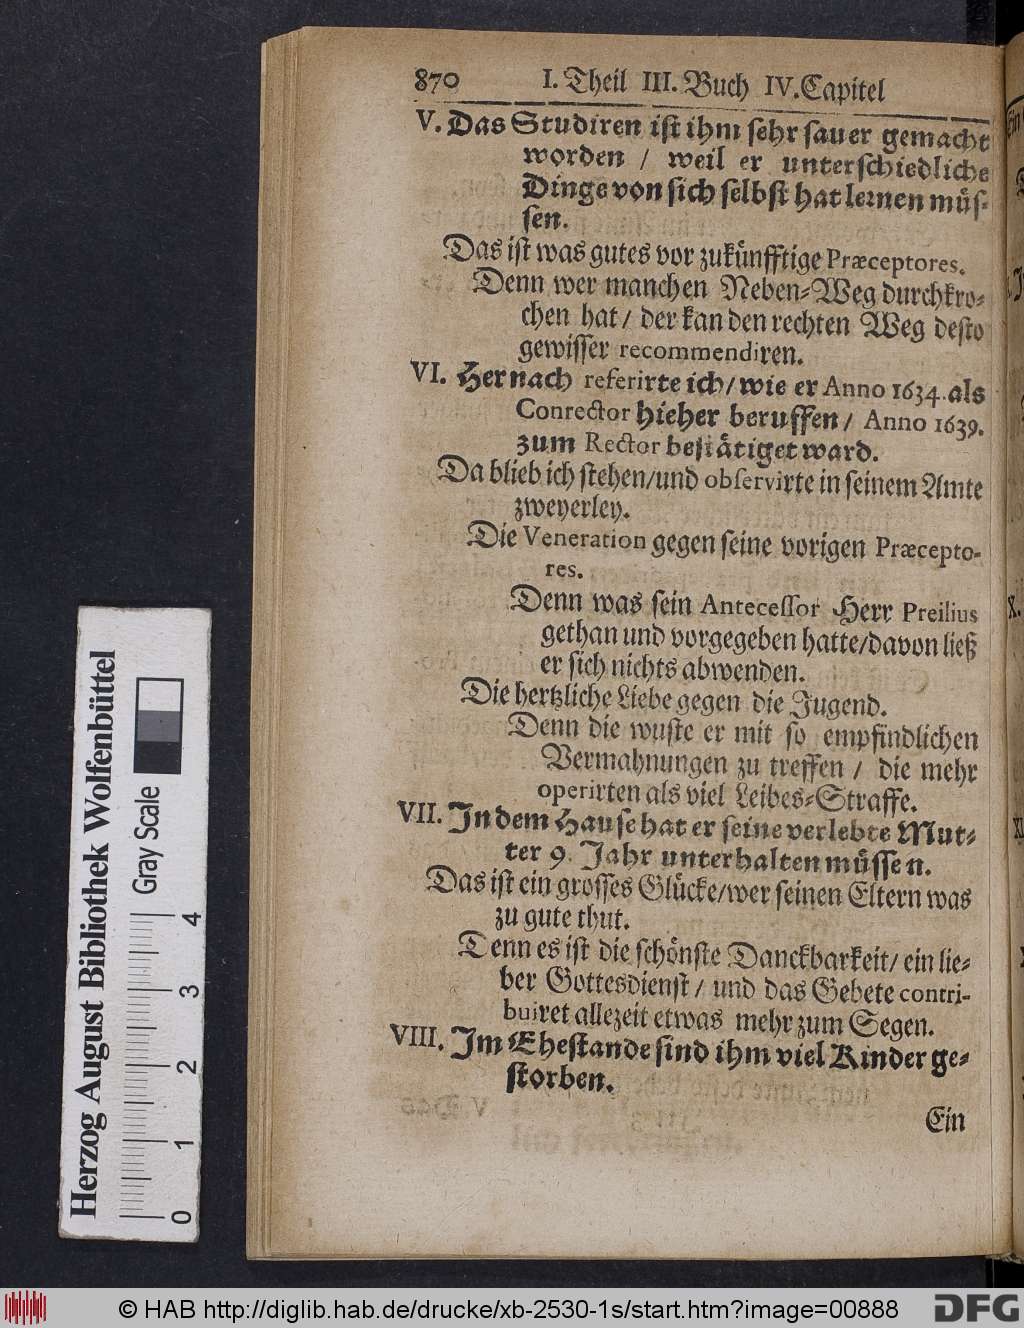 870 I. Theil III. Buch IV. Capitel
V. Das Studiren ist ihm sehr sauer gemacht
worden / weil er unterschiedliche
Dinge von sich selbst hat lernen müs-
sen.
Das ist was gutes vor zukünfftige Præceptores.
Denn wer manchen Neben-Weg durchkro-
chen hat / der kan den rechten Weg desto
gewisser recommendiren.
VI. Hernach referirte ich / wie er Anno 1634. als
Conrector hieher beruffen / Anno 1639.
zum Rector bestätiget ward.
Da blieb ich stehen / und observirte in seinem Amte
zweyerley.
Die Veneration gegen seine vorigen Præcepto-
res.
Denn was sein Antecessor Herr Preilius
gethan und vorgegeben hatte / davon ließ
er sich nichts abwenden.
Die hertzliche Liebe gegen die Jugend.
Denn die wuste er mit so empfindlichen
Vermahnungen zu treffen / die mehr
operirten als viel Leibes-Straffe.
VII. In dem Hause hat er seine verlebte Mut-
ter 9. Jahr unterhalten müssen.
Das ist ein grosses Glücke / wer seinen Eltern was
zu gute thut.
Denn es ist die schönste Danckbarkeit / ein lie-
ber Gottesdienst / und das Gebete contri-
buiret allezeit etwas mehr zum Segen.
VIII. Im Ehestande sind ihm viel Kinder ge-
storben.
Ein
Herzog August Bibliothek Wolfenbüttel
Gray Scale
0 1 2 3 4
© HAB http://diglib.hab.de/drucke/xb-2530-1s/start.htm?image=00888
DFG